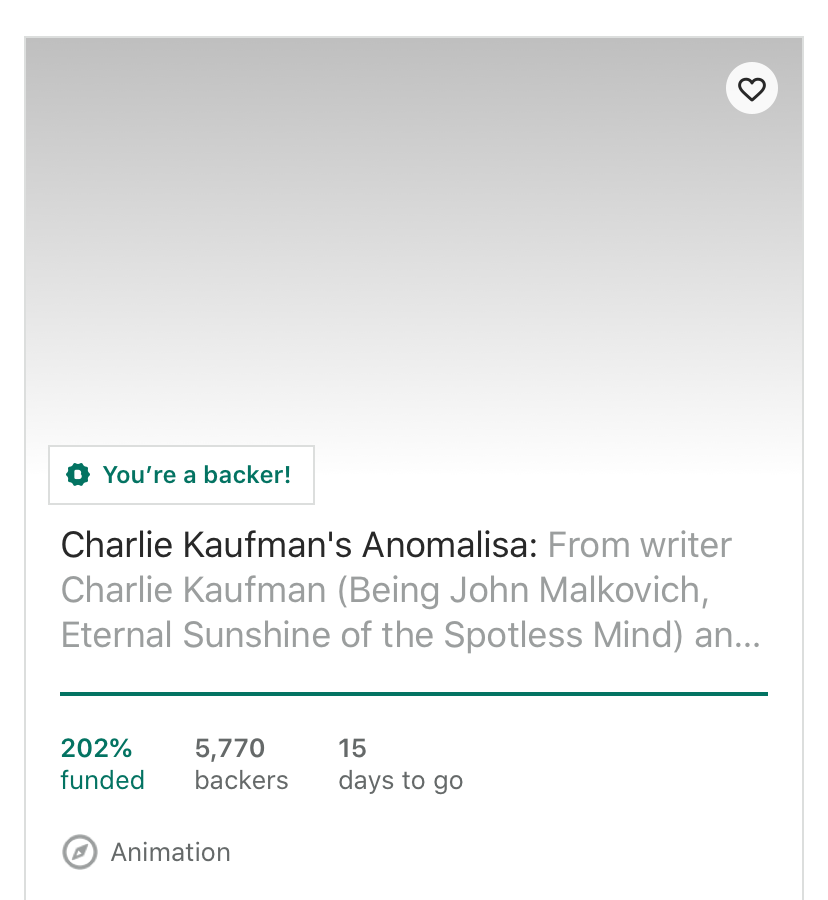 You’re a backer!
Charlie Kaufman's Anomalisa: From writer
Charlie Kaufman (Being John Malkovich,
Eternal Sunshine of the Spotless Mind) an...
202% 5,770 15
funded backers days to go
Animation